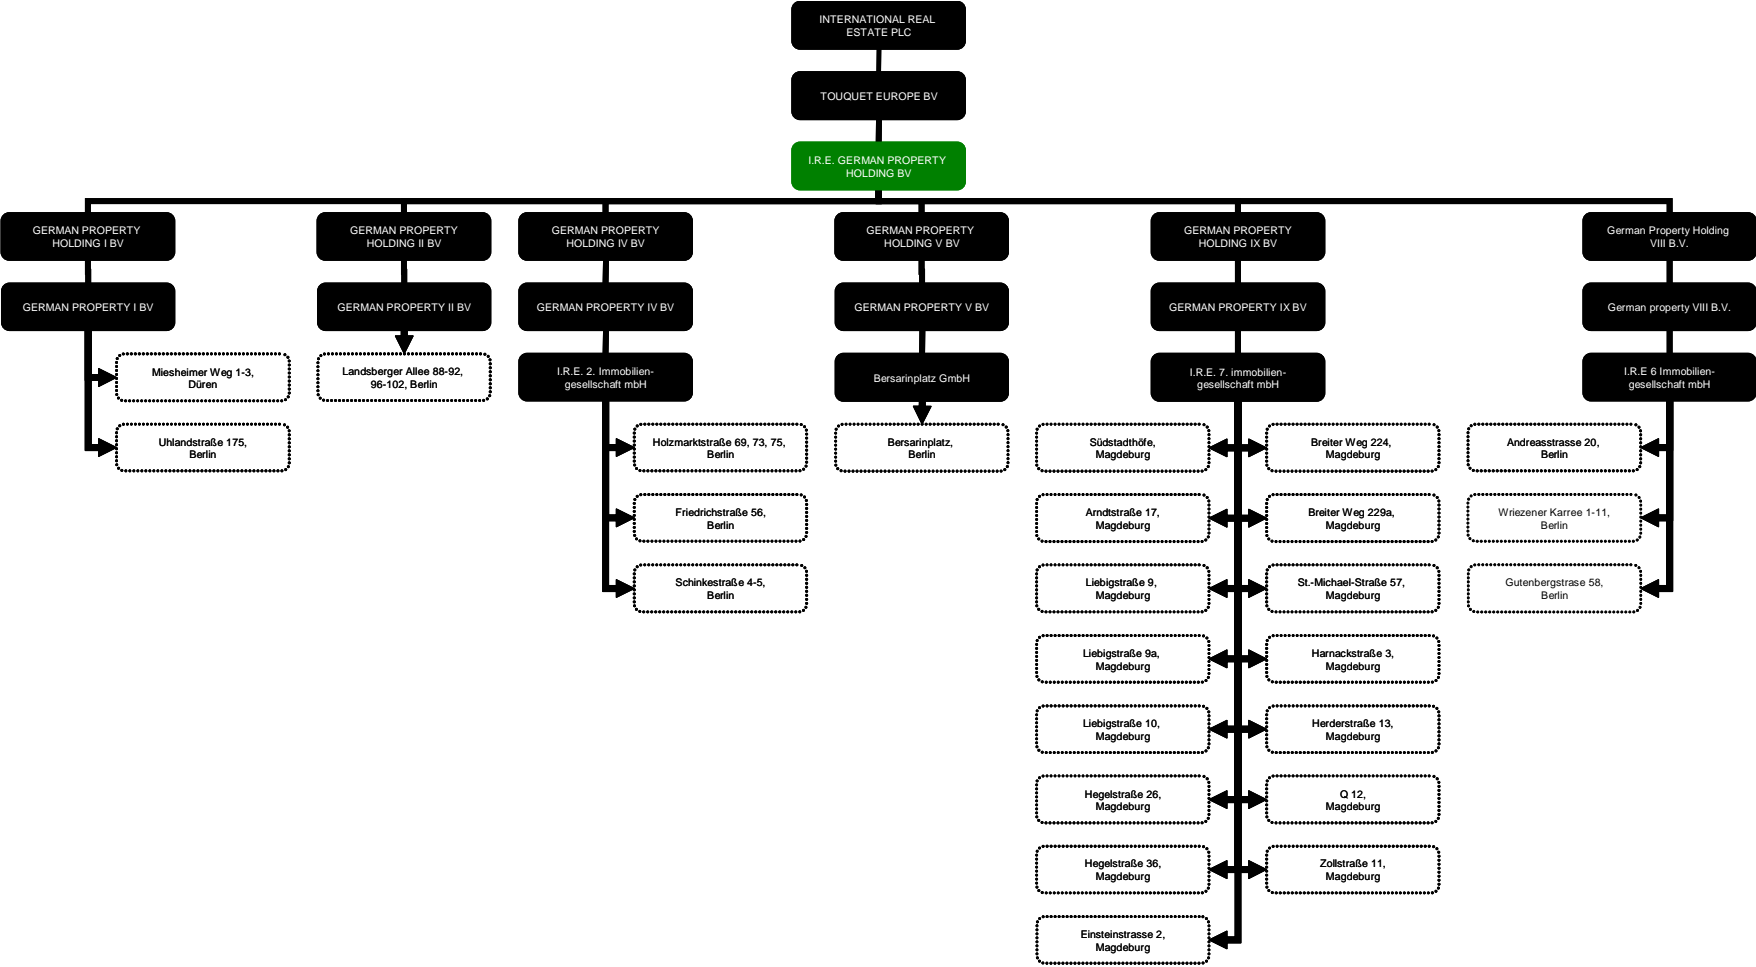 INTERNATIONAL REAL
ESTATE PLC
TOUQUET EUROPE BV
I.R.E. GERMAN PROPERTY
HOLDING BV
GERMAN PROPERTY
HOLDING I BV
GERMAN PROPERTY
HOLDING II BV
GERMAN PROPERTY
HOLDING IV BV
GERMAN PROPERTY
HOLDING V BV
GERMAN PROPERTY
HOLDING IX BV
German Property Holding
VIII B.V.
GERMAN PROPERTY I BV
GERMAN PROPERTY II BV
GERMAN PROPERTY IV BV
GERMAN PROPERTY V BV
GERMAN PROPERTY IX BV
German property VIII B.V.
Miesheimer Weg 1-3,
Düren
Landsberger Allee 88-92,
96-102, Berlin
I.R.E. 2. Immobilien-
gesellschaft mbH
Bersarinplatz GmbH
I.R.E. 7. immobilien-
gesellschaft mbH
I.R.E 6 Immobilien-
gesellschaft mbH
Uhlandstraße 175,
Berlin
Holzmarktstraße 69, 73, 75,
Berlin
Bersarinplatz,
Berlin
Südstadthöfe,
Magdeburg
Breiter Weg 224,
Magdeburg
Andreasstrasse 20,
Berlin
Friedrichstraße 56,
Berlin
Arndtstraße 17,
Magdeburg
Breiter Weg 229a,
Magdeburg
Wriezener Karree 1-11,
Berlin
Schinkestraße 4-5,
Berlin
Liebigstraße 9,
Magdeburg
St.-Michael-Straße 57,
Magdeburg
Gutenbergstrase 58,
Berlin
Liebigstraße 9a,
Magdeburg
Harnackstraße 3,
Magdeburg
Liebigstraße 10,
Magdeburg
Herderstraße 13,
Magdeburg
Hegelstraße 26,
Magdeburg
Q 12,
Magdeburg
Hegelstraße 36,
Magdeburg
Zollstraße 11,
Magdeburg
Einsteinstrasse 2,
Magdeburg